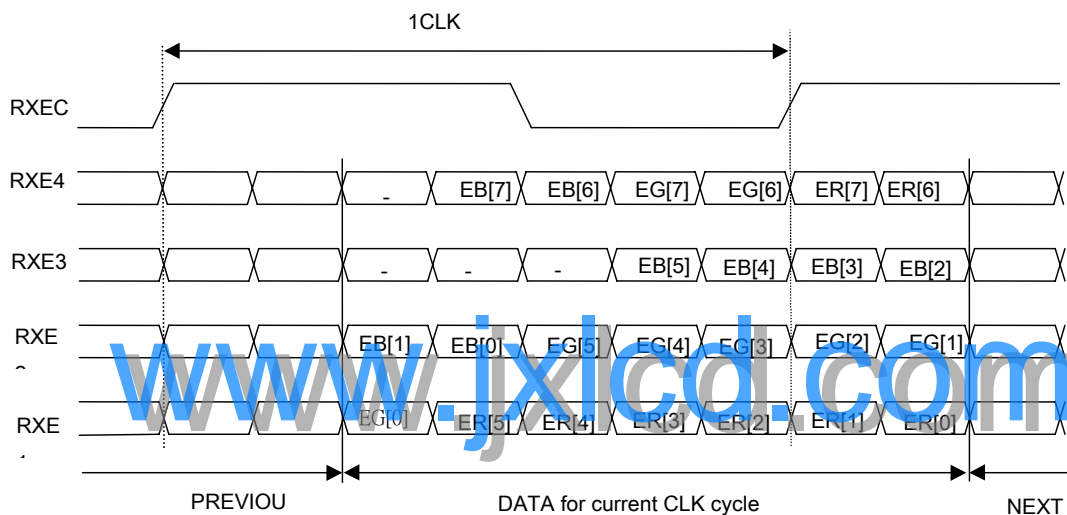 1CLK
RXEC
RXE4
- EB[7] EB[6] EG[7] EG[6] ER[7] ER[6]
RXE3
- - - EB[5] EB[4] EB[3] EB[2]
RXE
EB[1] EB[0] EG[5] EG[4] EG[3] EG[2] EG[1]
www.jxlcd.com
RXE
EG[0] ER[5] ER[4] ER[3] ER[2] ER[1] ER[0]
PREVIOU DATA for current CLK cycle NEXT